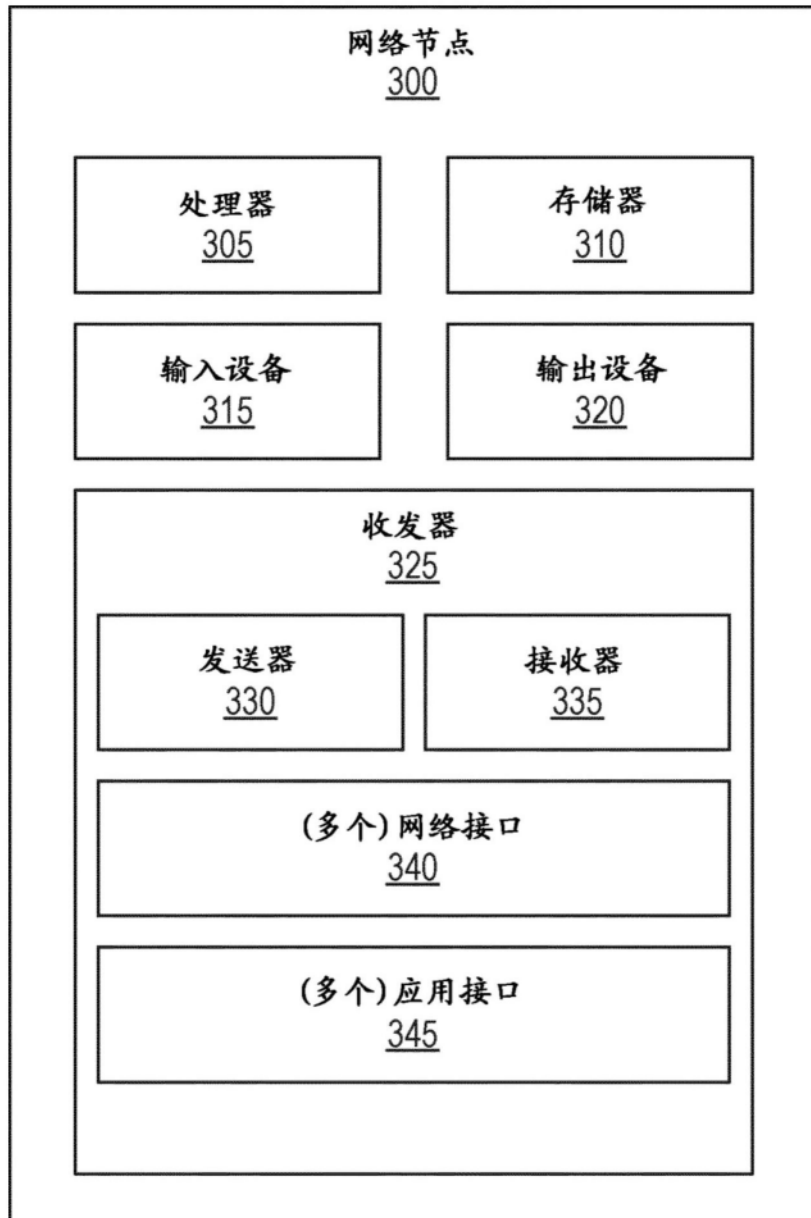 网络节点
300
处理器
305
存储器
310
输入设备
315
输出设备
320
收发器
325
发送器
330
接收器
335
(多个)网络接口
340
(多个)应用接口
345